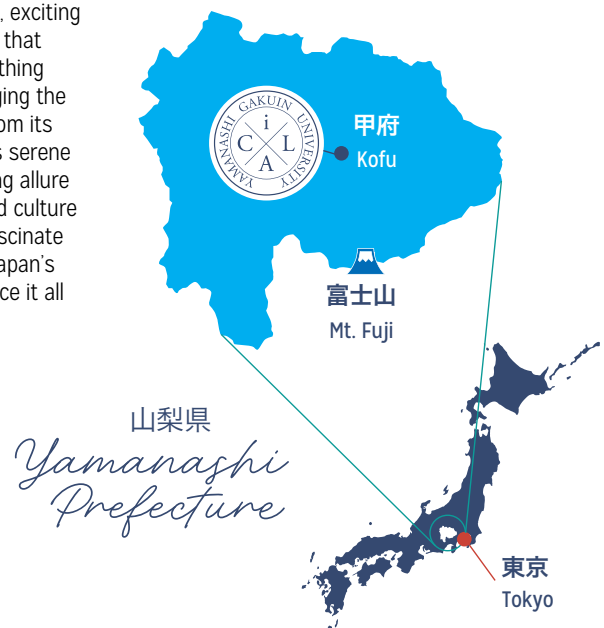 , exciting
that
thing
ging the
om its
s serene
ng allure
d culture
scinate
apan's
ce it all
YAMANASHI GAKUIN UNIVERSITY
i
C L
A
甲府
Kofu
富士山
Mt. Fuji
山梨県
Yamanashi
Prefecture
東京
Tokyo